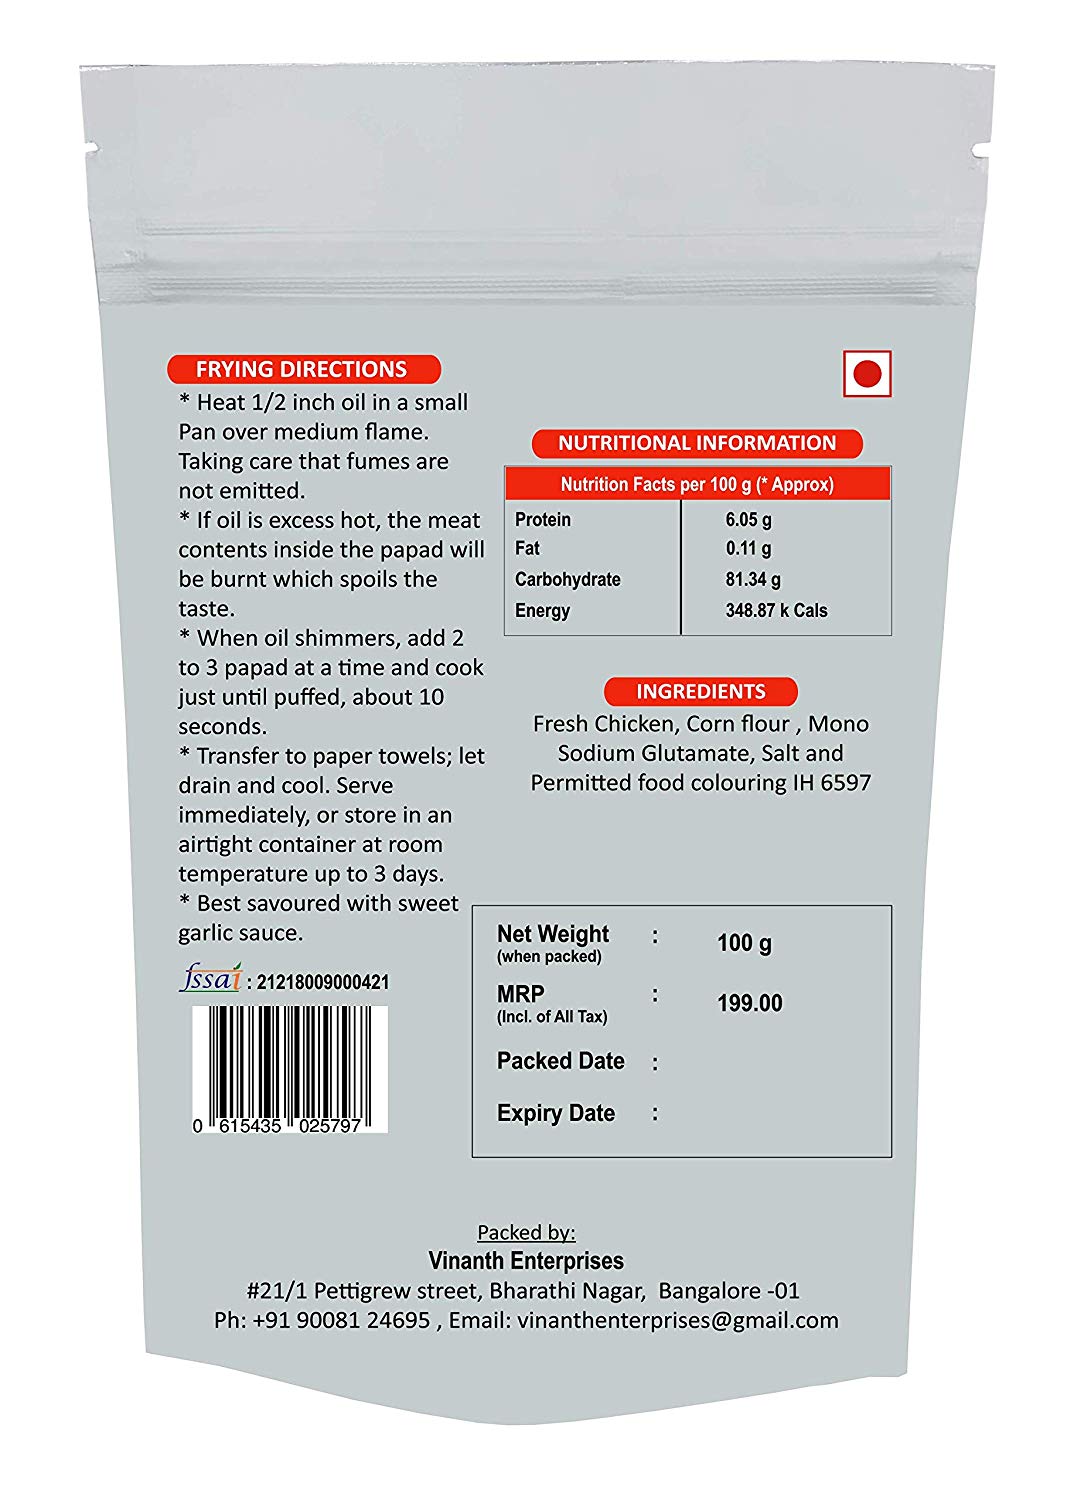 FRYING DIRECTIONS
* Heat 1/2 inch oil in a small
Pan over medium flame.
Taking care that fumes are
not emitted.
* If oil is excess hot, the meat
contents inside the papad will
be burnt which spoils the
taste.
* When oil shimmers, add 2
to 3 papad at a time and cook
just until puffed, about 10
seconds.
* Transfer to paper towels; let
drain and cool. Serve
immediately, or store in an
airtight container at room
temperature up to 3 days.
* Best savoured with sweet
garlic sauce.
fssai : 21218009000421
0 615435 025797
NUTRITIONAL INFORMATION
Nutrition Facts per 100 g (* Approx)
Protein 6.05 g
Fat 0.11 g
Carbohydrate 81.34 g
Energy 348.87 k Cals
INGREDIENTS
Fresh Chicken, Corn flour , Mono
Sodium Glutamate, Salt and
Permitted food colouring IH 6597
Net Weight : 100 g
(when packed)
MRP : 199.00
(Incl. of All Tax)
Packed Date :
Expiry Date :
Packed by:
Vinanth Enterprises
#21/1 Pettigrew street, Bharathi Nagar, Bangalore -01
Ph: +91 90081 24695 , Email: vinanthenterprises@gmail.com